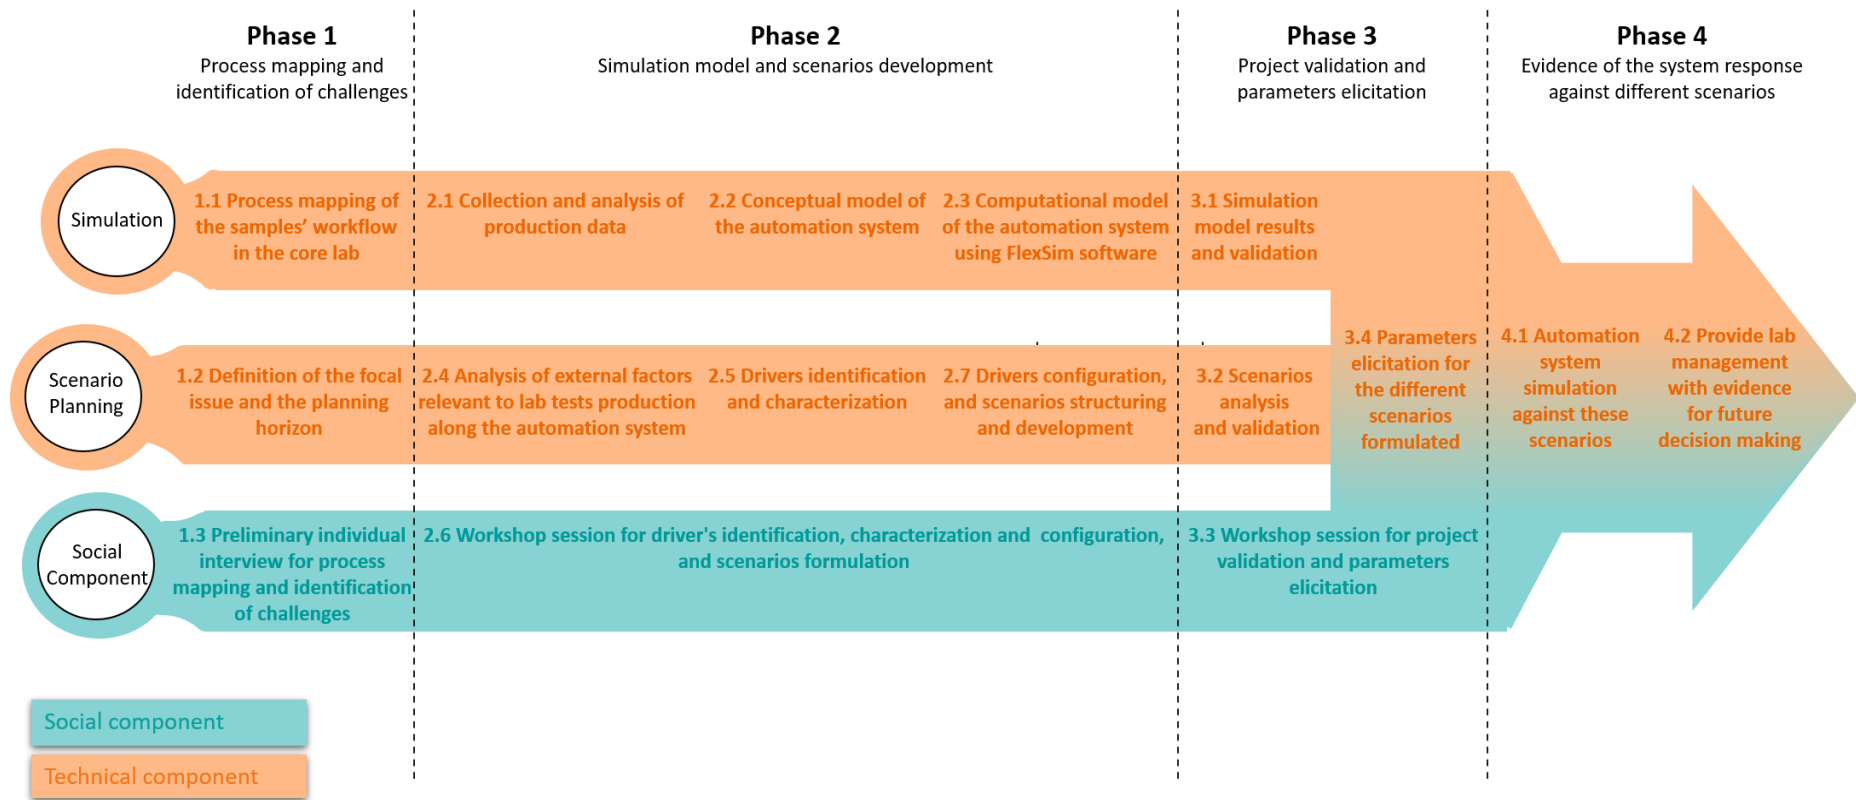 Phase 1
Process mapping and
identification of challenges
Phase 2
Simulation model and scenarios development
Phase 3
Project validation and
parameters elicitation
Phase 4
Evidence of the system response
against different scenarios
Simulation
1.1 Process mapping of
the samples’ workflow
in the core lab
2.1 Collection and analysis of
production data
2.2 Conceptual model of
the automation system
2.3 Computational model
of the automation system
using FlexSim software
3.1 Simulation
model results
and validation
Scenario
Planning
1.2 Definition of the focal
issue and the planning
horizon
2.4 Analysis of external factors
relevant to lab tests production
along the automation system
2.5 Drivers identification
and characterization
2.7 Drivers configuration,
and scenarios structuring
and development
3.2 Scenarios
analysis
and validation
3.4 Parameters
elicitation for
the different
scenarios
formulated
4.1 Automation
system
simulation
against these
scenarios
4.2 Provide lab
management
with evidence
for future
decision making
Social
Component
1.3 Preliminary individual
interview for process
mapping and identification
of challenges
2.6 Workshop session for driver's identification, characterization and configuration,
and scenarios formulation
3.3 Workshop session for project
validation and parameters
elicitation
Social component
Technical component